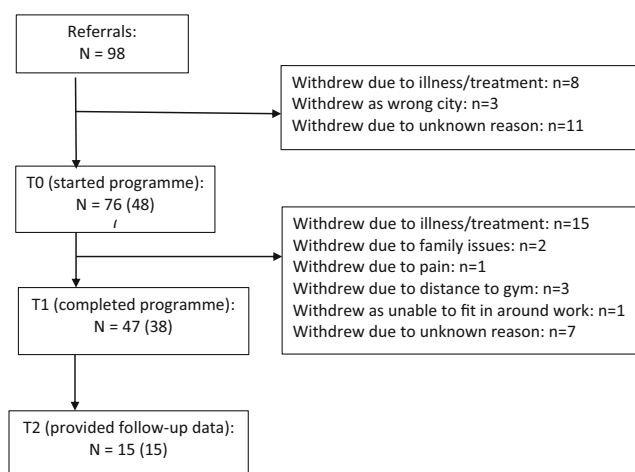 Referrals:
N = 98
Withdrew due to illness/treatment: n=8
Withdrew as wrong city: n=3
Withdrew due to unknown reason: n=11
T0 (started programme):
N = 76 (48)
Withdrew due to illness/treatment: n=15
Withdrew due to family issues: n=2
Withdrew due to pain: n=1
Withdrew due to distance to gym: n=3
Withdrew as unable to fit in around work: n=1
Withdrew due to unknown reason: n=7
T1 (completed programme):
N = 47 (38)
T2 (provided follow-up data):
N = 15 (15)